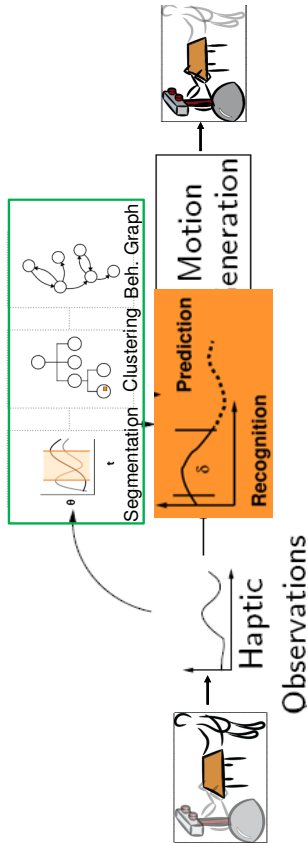 θ
t
Segmentation
Clustering
Beh. Graph
Haptic
Observations
δ
Prediction
Recognition
Motion
Generation